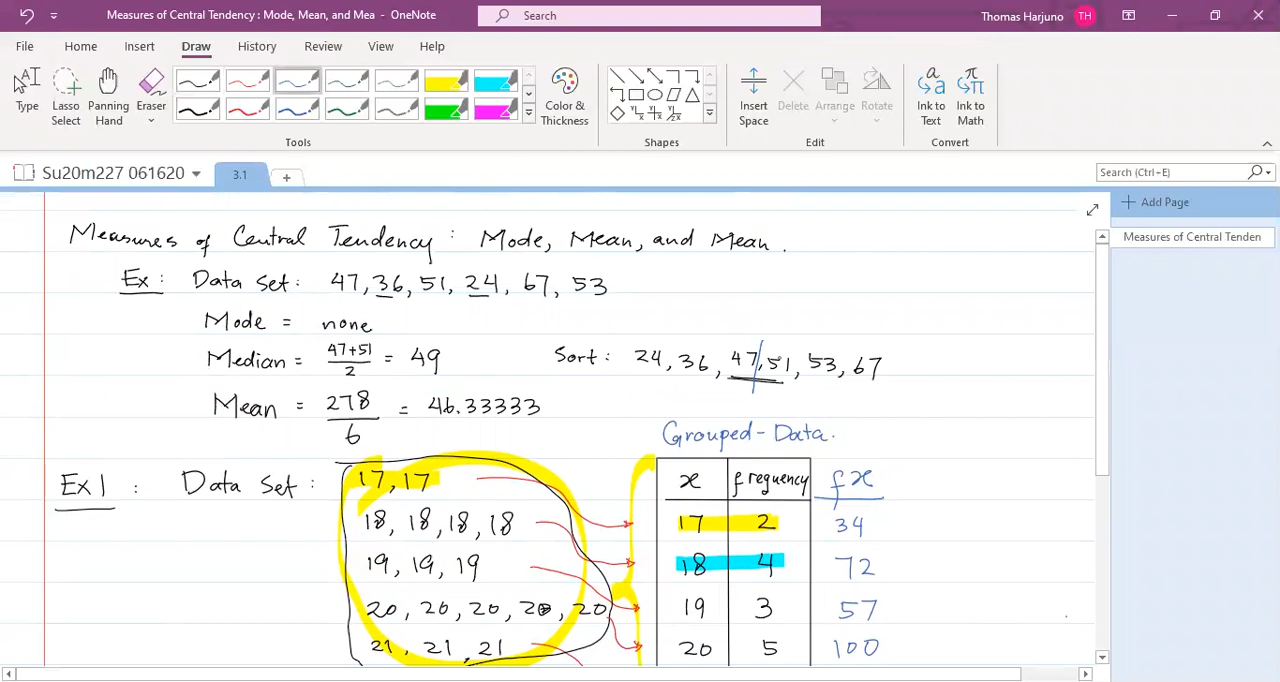 Measures of Central Tendency : Mode, Mean, and Mea - OneNote
Search
Thomas Harjuno TH
File Home Insert Draw History Review View Help
Type Lasso Select Panning Hand Eraser Color & Thickness Insert Space Delete Arrange Rotate Ink to Text Ink to Math
Tools Shapes Edit Convert
Su20m227 061620 3.1
Search (Ctrl+E)
Add Page
Measures of Central Tenden
Measures of Central Tendency : Mode, Mean, and Mean.
Ex : Data Set : 47, 36, 51, 24, 67, 53
Mode = none
Median = 47+51 / 2 = 49 Sort : 24, 36, 47, 51, 53, 67
Mean = 278 / 6 = 46.33333
Grouped-Data.
Ex1 : Data Set : 17, 17
x frequency fx
17 2 34
18, 18, 18, 18 18 4 72
19, 19, 19 19 3 57
20, 20, 20, 20, 20 20 5 100
21, 21, 21